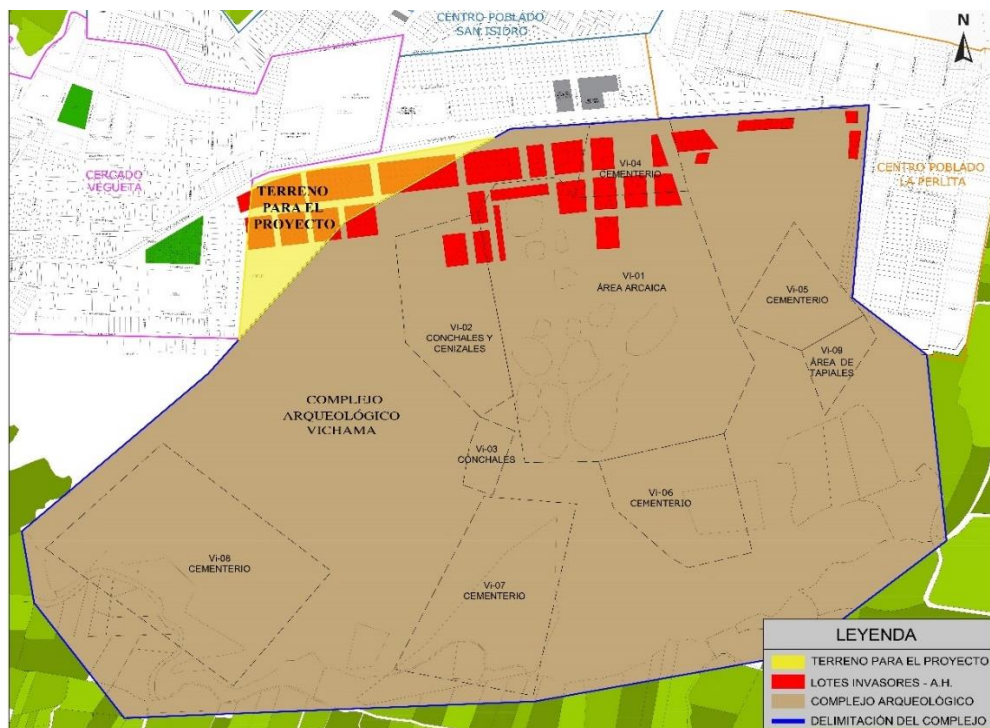 CENTRO POBLADO
SAN ISIDRO
N
CERCADO
VEGUETA
TERRENO
PARA EL
PROYECTO
Vi-04
CEMENTERIO
CENTRO POBLADO
LA PERLITA
VI-01
ÁREA ARCAICA
Vi-05
CEMENTERIO
VI-02
CONCHALES Y
CENIZALES
Vi-09
ÁREA DE
TAPIALES
COMPLEJO
ARQUEOLÓGICO
VICHAMA
Vi-03
CONCHALES
Vi-06
CEMENTERIO
Vi-08
CEMENTERIO
Vi-07
CEMENTERIO
LEYENDA
TERRENO PARA EL PROYECTO
LOTES INVASORES - A.H.
COMPLEJO ARQUEOLÓGICO
DELIMITACIÓN DEL COMPLEJO